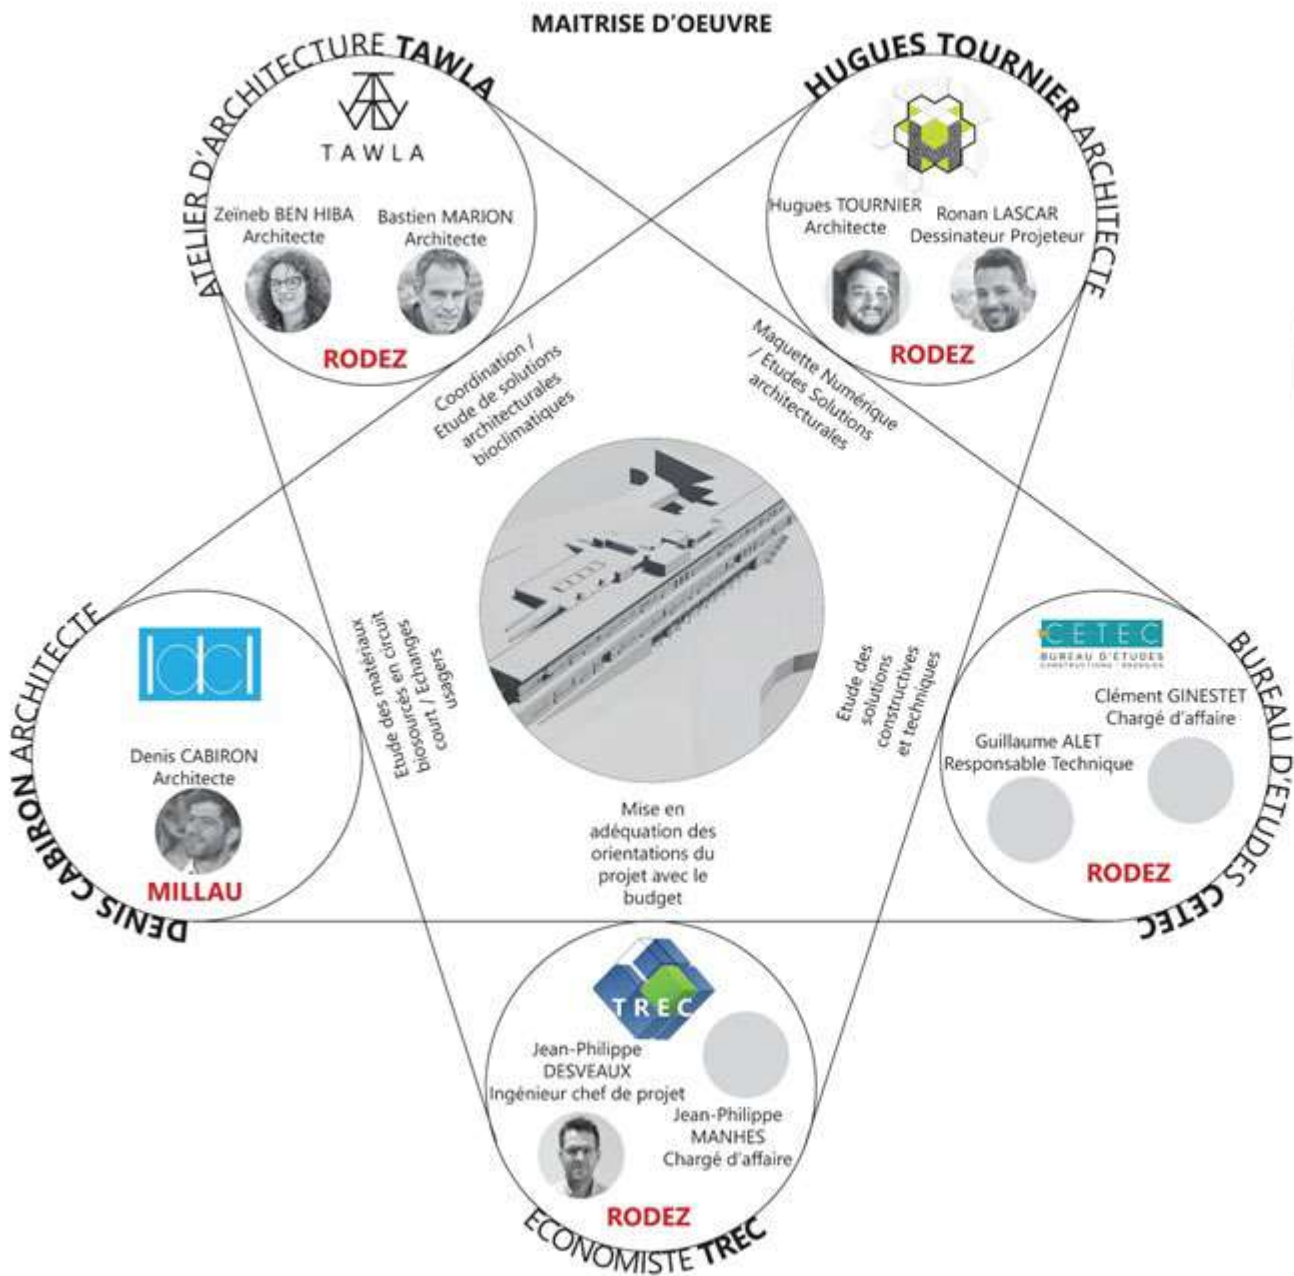 MAITRISE D'OEUVRE
ATELIER D'ARCHITECTURE TAWLA
TAWLA
Zeïneb BEN HIBA
Architecte
Bastien MARION
Architecte
RODEZ
HUGUES TOURNIER ARCHITECTE
Hugues TOURNIER
Architecte
Ronan LASCAR
Dessinateur Projeteur
RODEZ
Coordination /
Etude de solutions
architecturales
bioclimatiques
Maquette Numérique
/ Etudes Solutions
architecturales
DENIS CABIRON ARCHITECTE
Denis CABIRON
Architecte
MILLAU
Etude des matériaux
biosources en circuit
court / Echanges
usagers
Etude des
solutions
constructives
et techniques
BUREAU D'ETUDES CETEC
CETEC
BUREAU D'ÉTUDES
Clément GINESTET
Chargé d'affaire
Guillaume ALET
Responsable Technique
RODEZ
Mise en
adéquation des
orientations du
projet avec le
budget
TREC
Jean-Philippe
DESVEAUX
Ingénieur chef de projet
Jean-Philippe
MANHES
Chargé d'affaire
RODEZ
ECONOMISTE TREC